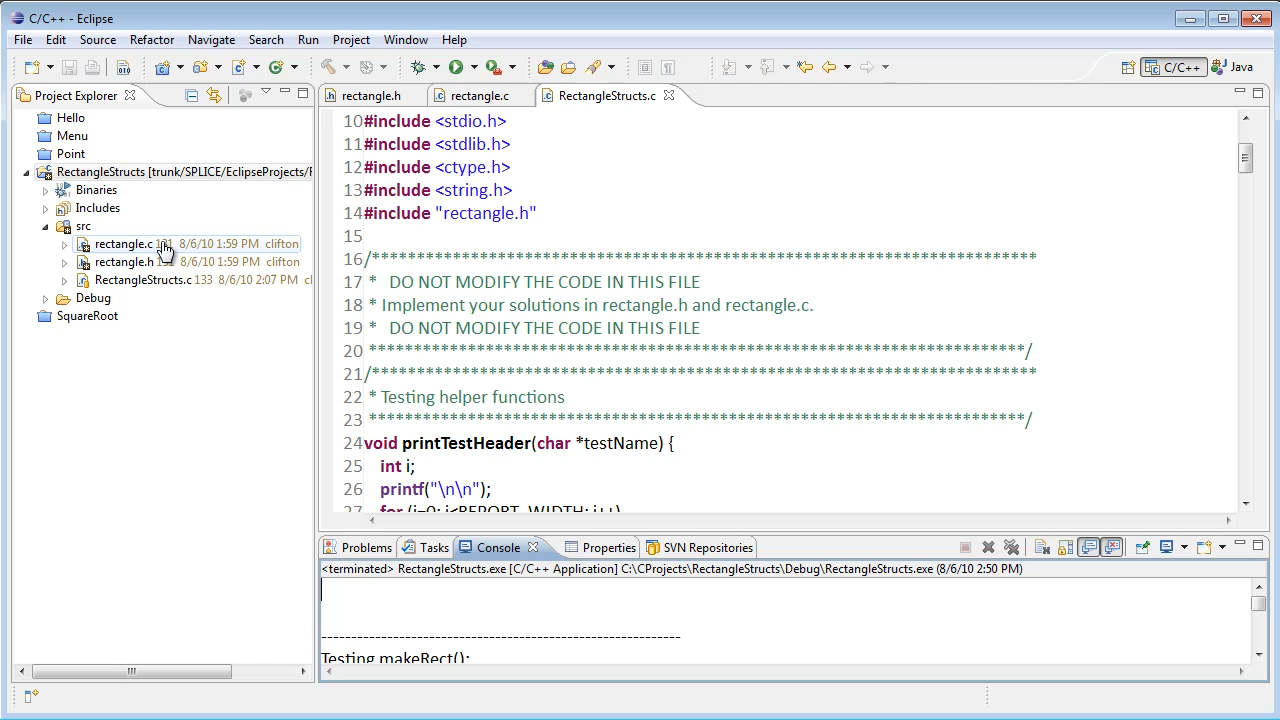 C/C++ - Eclipse
File Edit Source Refactor Navigate Search Run Project Window Help
C/C++ Java
Project Explorer
rectangle.h rectangle.c RectangleStructs.c
Hello
Menu
Point
RectangleStructs [trunk/SPLICE/EclipseProjects/
Binaries
Includes
src
rectangle.c 8/6/10 1:59 PM clifton
rectangle.h 8/6/10 1:59 PM clifton
RectangleStructs.c 133 8/6/10 2:07 PM cl
Debug
SquareRoot
10 #include <stdio.h>
11 #include <stdlib.h>
12 #include <ctype.h>
13 #include <string.h>
14 #include "rectangle.h"
15
16 /*************************************************************************
17 * DO NOT MODIFY THE CODE IN THIS FILE
18 * Implement your solutions in rectangle.h and rectangle.c.
19 * DO NOT MODIFY THE CODE IN THIS FILE
20 ************************************************************************/
21 /*************************************************************************
22 * Testing helper functions
23 ************************************************************************/
24 void printTestHeader(char *testName) {
25 int i;
26 printf("\n\n");
27 for (i=0; i<REPORT_WIDTH; i++)
Problems Tasks Console Properties SVN Repositories
<terminated> RectangleStructs.exe [C/C++ Application] C:\CProjects\RectangleStructs\Debug\RectangleStructs.exe (8/6/10 2:50 PM)
------------------------------------------------------------
Testing makeRect();